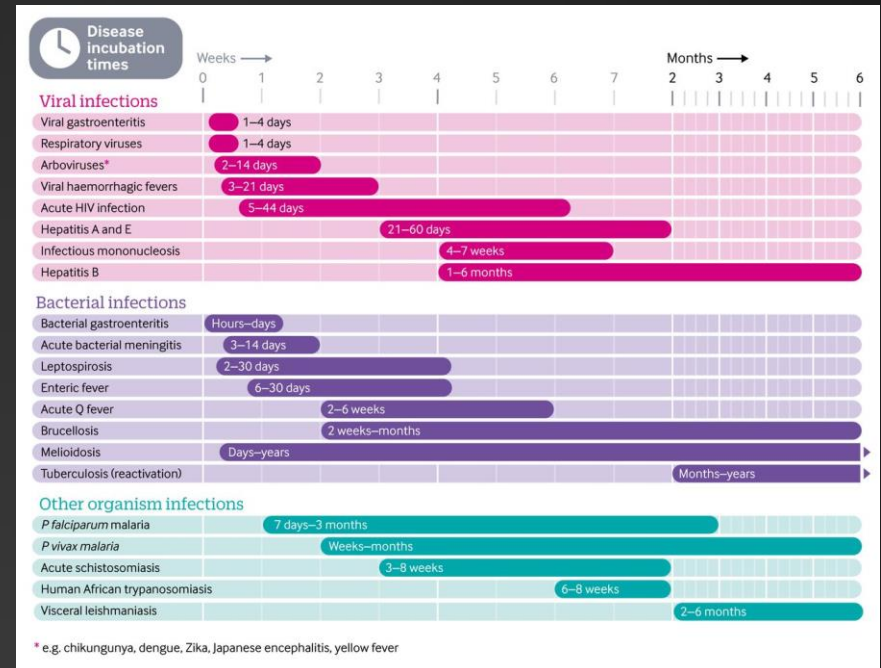 Disease
incubation
times
Weeks → Months →
0 1 2 3 4 5 6 7 2 3 4 5 6
Viral infections
Viral gastroenteritis 1–4 days
Respiratory viruses 1–4 days
Arboviruses* 2–14 days
Viral haemorrhagic fevers 3–21 days
Acute HIV infection 5–44 days
Hepatitis A and E 21–60 days
Infectious mononucleosis 4–7 weeks
Hepatitis B 1–6 months
Bacterial infections
Bacterial gastroenteritis Hours–days
Acute bacterial meningitis 3–14 days
Leptospirosis 2–30 days
Enteric fever 6–30 days
Acute Q fever 2–6 weeks
Brucellosis 2 weeks–months
Melioidosis Days–years
Tuberculosis (reactivation) Months–years
Other organism infections
P falciparum malaria 7 days–3 months
P vivax malaria Weeks–months
Acute schistosomiasis 3–8 weeks
Human African trypanosomiasis 6–8 weeks
Visceral leishmaniasis 2–6 months
* e.g. chikungunya, dengue, Zika, Japanese encephalitis, yellow fever